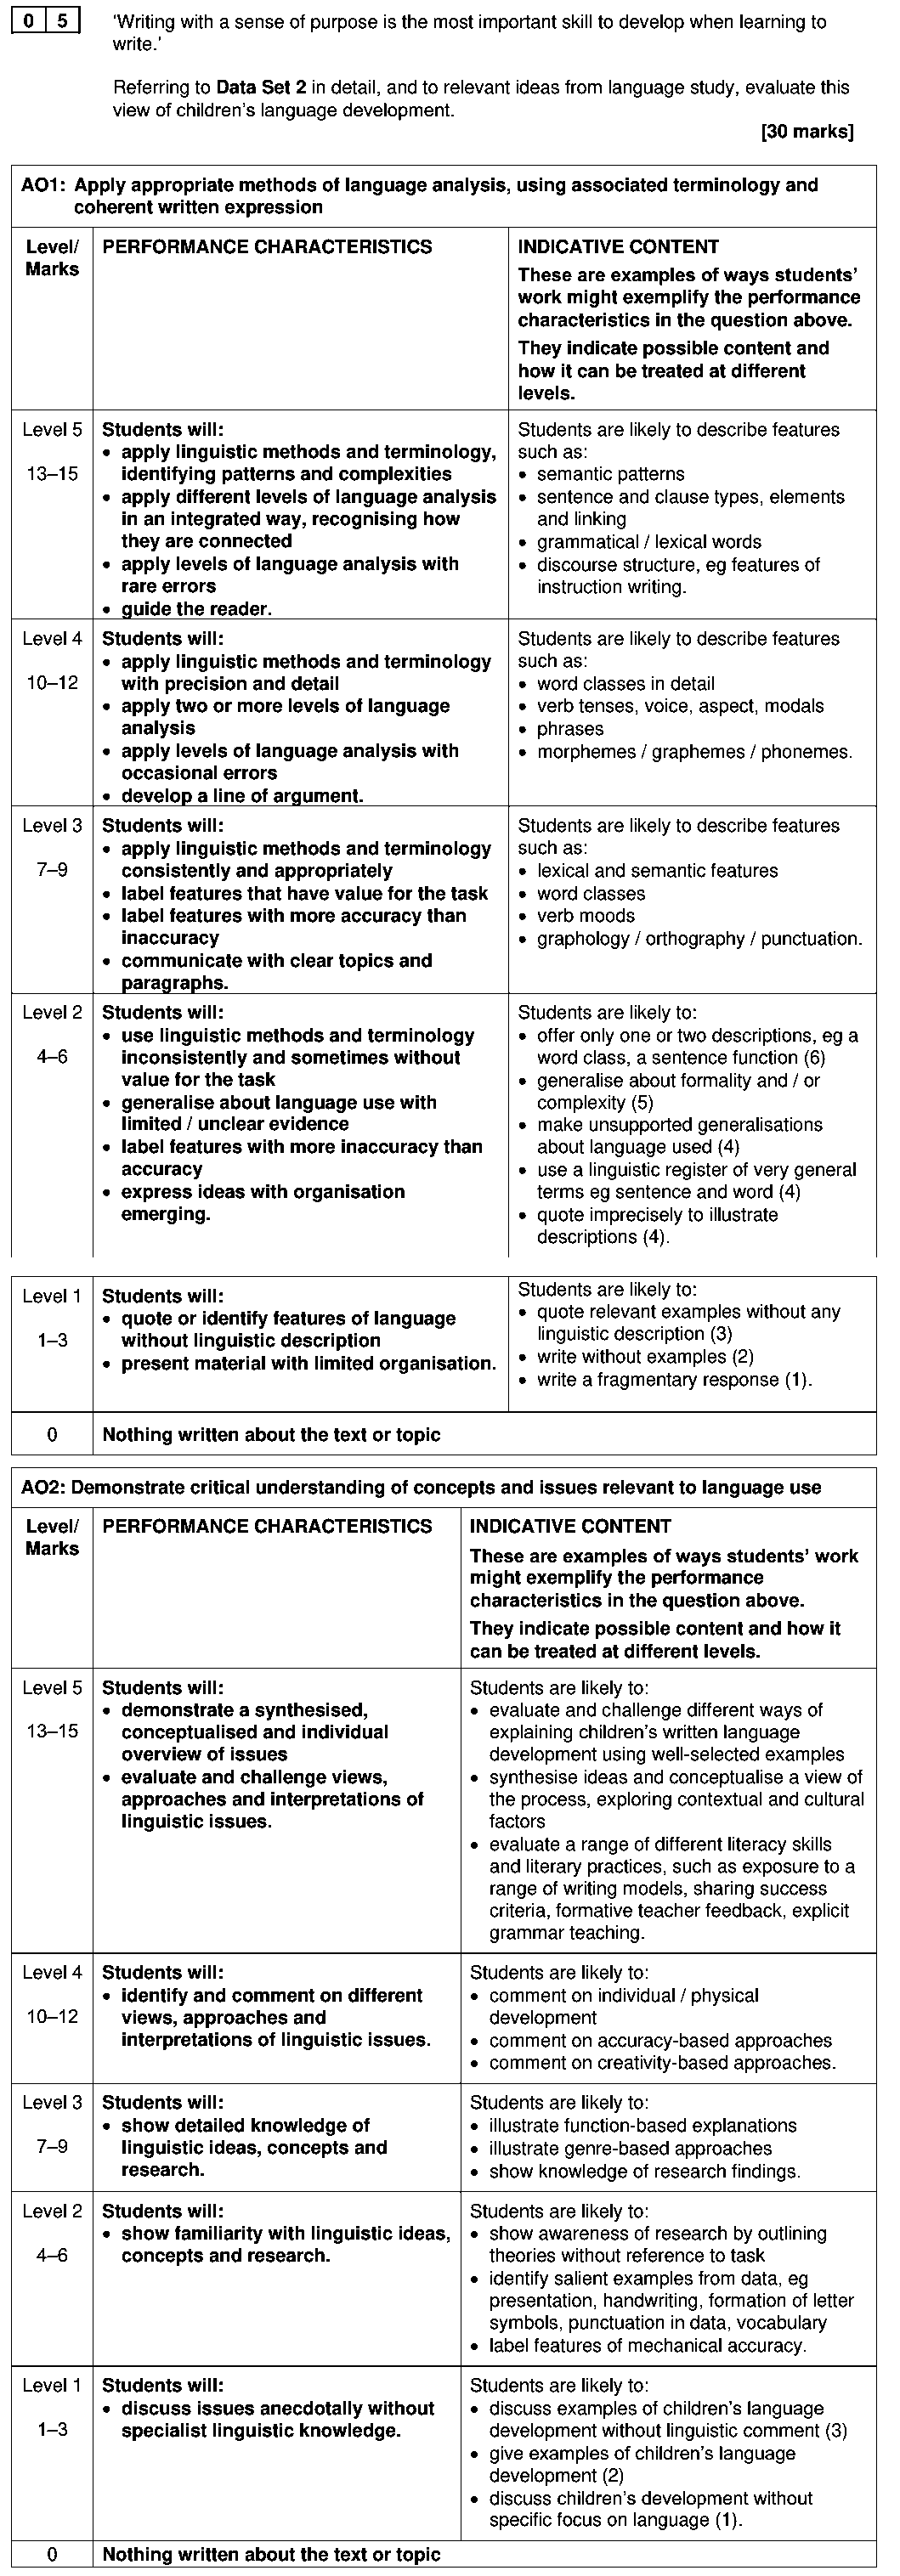 0 5 'Writing with a sense of purpose is the most important skill to develop when learning to
write.'
Referring to Data Set 2 in detail, and to relevant ideas from language study, evaluate this
view of children's language development.
[30 marks]
AO1: Apply appropriate methods of language analysis, using associated terminology and
coherent written expression
Level/
Marks
PERFORMANCE CHARACTERISTICS
INDICATIVE CONTENT
These are examples of ways students'
work might exemplify the performance
characteristics in the question above.
They indicate possible content and
how it can be treated at different
levels.
Level 5
13–15
Students will:
• apply linguistic methods and terminology,
identifying patterns and complexities
• apply different levels of language analysis
in an integrated way, recognising how
they are connected
• apply levels of language analysis with
rare errors
• guide the reader.
Students are likely to describe features
such as:
• semantic patterns
• sentence and clause types, elements
and linking
• grammatical / lexical words
• discourse structure, eg features of
instruction writing.
Level 4
10–12
Students will:
• apply linguistic methods and terminology
with precision and detail
• apply two or more levels of language
analysis
• apply levels of language analysis with
occasional errors
• develop a line of argument.
Students are likely to describe features
such as:
• word classes in detail
• verb tenses, voice, aspect, modals
• phrases
• morphemes / graphemes / phonemes.
Level 3
7–9
Students will:
• apply linguistic methods and terminology
consistently and appropriately
• label features that have value for the task
• label features with more accuracy than
inaccuracy
• communicate with clear topics and
paragraphs.
Students are likely to describe features
such as:
• lexical and semantic features
• word classes
• verb moods
• graphology / orthography / punctuation.
Level 2
4–6
Students will:
• use linguistic methods and terminology
inconsistently and sometimes without
value for the task
• generalise about language use with
limited / unclear evidence
• label features with more inaccuracy than
accuracy
• express ideas with organisation
emerging.
Students are likely to:
• offer only one or two descriptions, eg a
word class, a sentence function (6)
• generalise about formality and / or
complexity (5)
• make unsupported generalisations
about language used (4)
• use a linguistic register of very general
terms eg sentence and word (4)
• quote imprecisely to illustrate
descriptions (4).
Level 1
1–3
Students will:
• quote or identify features of language
without linguistic description
• present material with limited organisation.
Students are likely to:
• quote relevant examples without any
linguistic description (3)
• write without examples (2)
• write a fragmentary response (1).
0
Nothing written about the text or topic
AO2: Demonstrate critical understanding of concepts and issues relevant to language use
Level/
Marks
PERFORMANCE CHARACTERISTICS
INDICATIVE CONTENT
These are examples of ways students' work
might exemplify the performance
characteristics in the question above.
They indicate possible content and how it
can be treated at different levels.
Level 5
13–15
Students will:
• demonstrate a synthesised,
conceptualised and individual
overview of issues
• evaluate and challenge views,
approaches and interpretations of
linguistic issues.
Students are likely to:
• evaluate and challenge different ways of
explaining children's written language
development using well-selected examples
• synthesise ideas and conceptualise a view of
the process, exploring contextual and cultural
factors
• evaluate a range of different literacy skills
and literary practices, such as exposure to a
range of writing models, sharing success
criteria, formative teacher feedback, explicit
grammar teaching.
Level 4
10–12
Students will:
• identify and comment on different
views, approaches and
interpretations of linguistic issues.
Students are likely to:
• comment on individual / physical
development
• comment on accuracy-based approaches
• comment on creativity-based approaches.
Level 3
7–9
Students will:
• show detailed knowledge of
linguistic ideas, concepts and
research.
Students are likely to:
• illustrate function-based explanations
• illustrate genre-based approaches
• show knowledge of research findings.
Level 2
4–6
Students will:
• show familiarity with linguistic ideas,
concepts and research.
Students are likely to:
• show awareness of research by outlining
theories without reference to task
• identify salient examples from data, eg
presentation, handwriting, formation of letter
symbols, punctuation in data, vocabulary
• label features of mechanical accuracy.
Level 1
1–3
Students will:
• discuss issues anecdotally without
specialist linguistic knowledge.
Students are likely to:
• discuss examples of children's language
development without linguistic comment (3)
• give examples of children's language
development (2)
• discuss children's development without
specific focus on language (1).
0
Nothing written about the text or topic